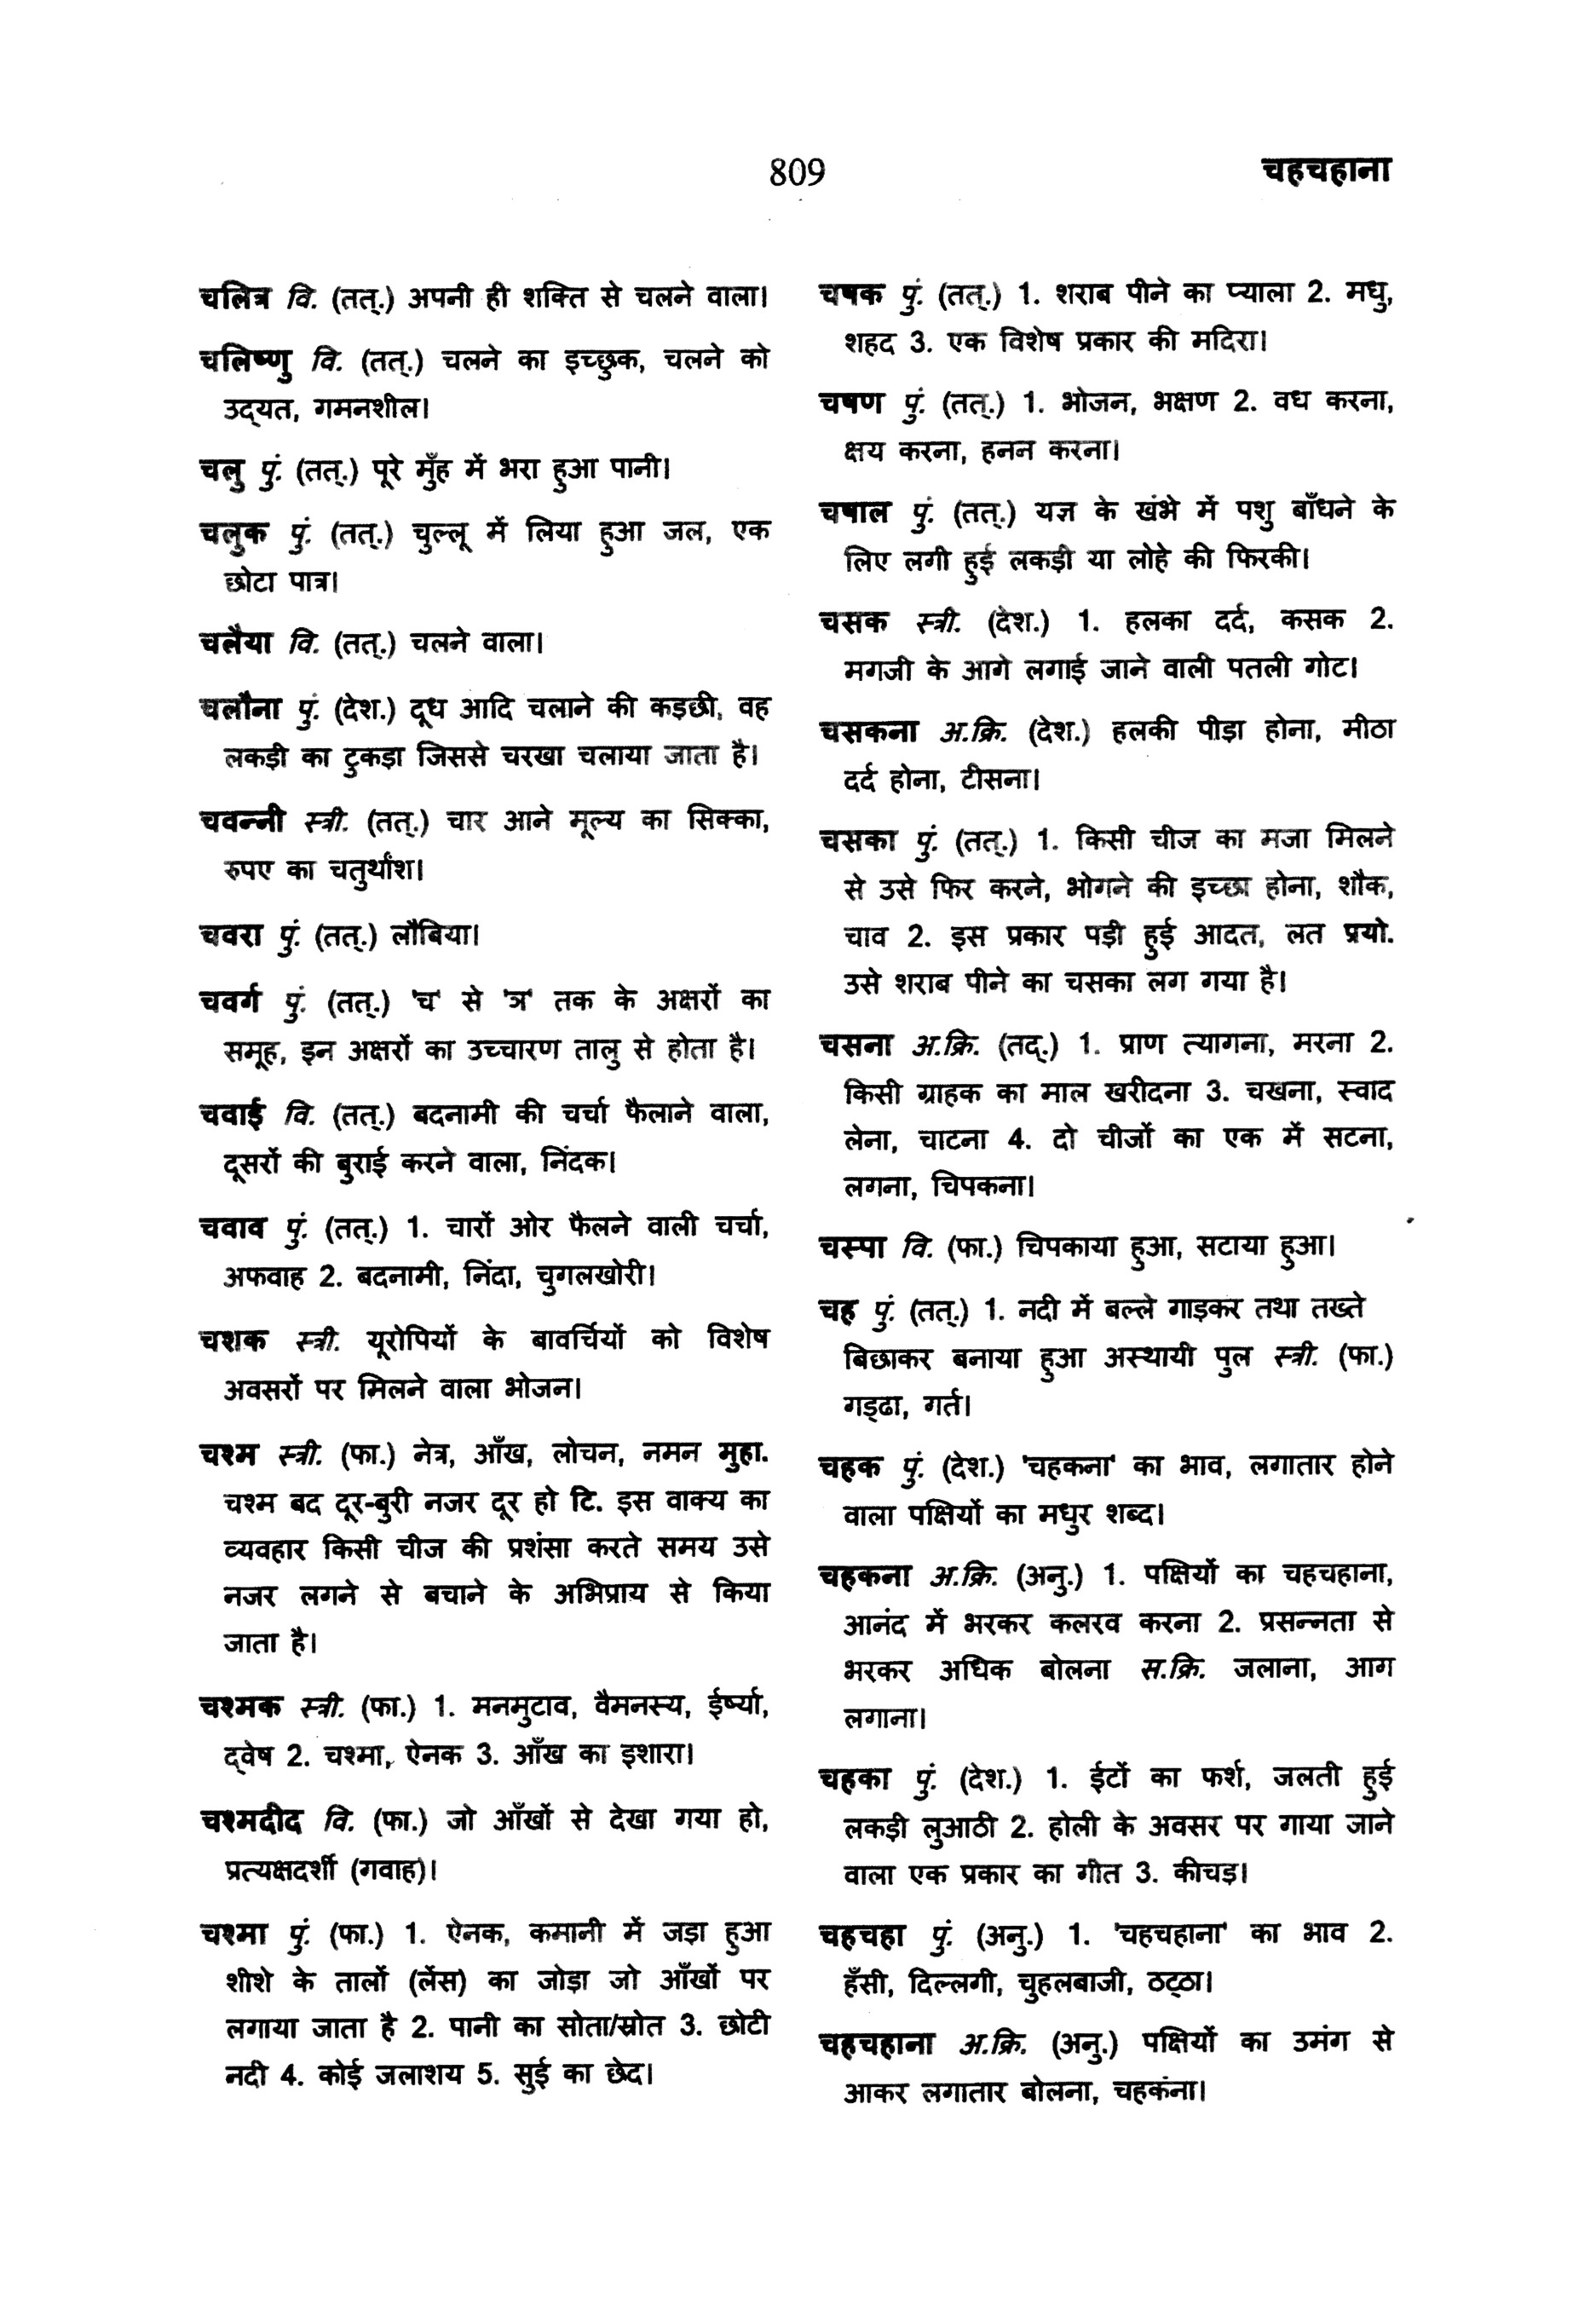 809
चहचहाना
चलित्र वि. (तत्.) अपनी ही शक्ति से चलने वाला।
चलिष्णु वि. (तत्.) चलने का इच्छुक, चलने को
उद्यत, गमनशील।
चलु पुं. (तत्.) पूरे मुँह में भरा हुआ पानी।
चलुक पुं. (तत्.) चुल्लू में लिया हुआ जल, एक
छोटा पात्र।
चलैया वि. (तत्.) चलने वाला।
चलौना पुं. (देश.) दूध आदि चलाने की कड़छी, वह
लकड़ी का टुकड़ा जिससे चरखा चलाया जाता है।
चवन्नी स्त्री. (तत्.) चार आने मूल्य का सिक्का,
रुपए का चतुर्थांश।
चवरा पुं. (तत्.) लौबिया।
चवर्ग पुं. (तत्.) 'च' से 'ञ' तक के अक्षरों का
समूह, इन अक्षरों का उच्चारण तालु से होता है।
चवाई वि. (तत्.) बदनामी की चर्चा फैलाने वाला,
दूसरों की बुराई करने वाला, निंदक।
चवाव पुं. (तत्.) 1. चारों ओर फैलने वाली चर्चा,
अफवाह 2. बदनामी, निंदा, चुगलखोरी।
चशक स्त्री. यूरोपियों के बावर्चियों को विशेष
अवसरों पर मिलने वाला भोजन।
चश्म स्त्री. (फा.) नेत्र, आँख, लोचन, नमन मुहा.
चश्म बद दूर-बुरी नजर दूर हो टि. इस वाक्य का
व्यवहार किसी चीज की प्रशंसा करते समय उसे
नजर लगने से बचाने के अभिप्राय से किया
जाता है।
चश्मक स्त्री. (फा.) 1. मनमुटाव, वैमनस्य, ईर्ष्या,
द्वेष 2. चश्मा, ऐनक 3. आँख का इशारा।
चश्मदीद वि. (फा.) जो आँखों से देखा गया हो,
प्रत्यक्षदर्शी (गवाह)।
चश्मा पुं. (फा.) 1. ऐनक, कमानी में जड़ा हुआ
शीशे के तालों (लेंस) का जोड़ा जो आँखों पर
लगाया जाता है 2. पानी का सोता/स्रोत 3. छोटी
नदी 4. कोई जलाशय 5. सुई का छेद।
चषक पुं. (तत्.) 1. शराब पीने का प्याला 2. मधु,
शहद 3. एक विशेष प्रकार की मदिरा।
चषण पुं. (तत्.) 1. भोजन, भक्षण 2. वध करना,
क्षय करना, हनन करना।
चषाल पुं. (तत्.) यज्ञ के खंभे में पशु बाँधने के
लिए लगी हुई लकड़ी या लोहे की फिरकी।
चसक स्त्री. (देश.) 1. हलका दर्द, कसक 2.
मगजी के आगे लगाई जाने वाली पतली गोट।
चसकना अ.क्रि. (देश.) हलकी पीड़ा होना, मीठा
दर्द होना, टीसना।
चसका पुं. (तत्.) 1. किसी चीज का मजा मिलने
से उसे फिर करने, भोगने की इच्छा होना, शौक,
चाव 2. इस प्रकार पड़ी हुई आदत, लत प्रयो.
उसे शराब पीने का चसका लग गया है।
चसना अ.क्रि. (तद्.) 1. प्राण त्यागना, मरना 2.
किसी ग्राहक का माल खरीदना 3. चखना, स्वाद
लेना, चाटना 4. दो चीजों का एक में सटना,
लगना, चिपकना।
चस्पा वि. (फा.) चिपकाया हुआ, सटाया हुआ।
चह पुं. (तत्.) 1. नदी में बल्ले गाड़कर तथा तख्ते
बिछाकर बनाया हुआ अस्थायी पुल स्त्री. (फा.)
गड्ढा, गर्त।
चहक पुं. (देश.) 'चहकना' का भाव, लगातार होने
वाला पक्षियों का मधुर शब्द।
चहकना अ.क्रि. (अनु.) 1. पक्षियों का चहचहाना,
आनंद में भरकर कलरव करना 2. प्रसन्नता से
भरकर अधिक बोलना स.क्रि. जलाना, आग
लगाना।
चहका पुं. (देश.) 1. ईटों का फर्श, जलती हुई
लकड़ी लुआठी 2. होली के अवसर पर गाया जाने
वाला एक प्रकार का गीत 3. कीचड़।
चहचहा पुं. (अनु.) 1. 'चहचहाना' का भाव 2.
हँसी, दिल्लगी, चुहलबाजी, ठट्ठा।
चहचहाना अ.क्रि. (अनु.) पक्षियों का उमंग से
आकर लगातार बोलना, चहकंना।